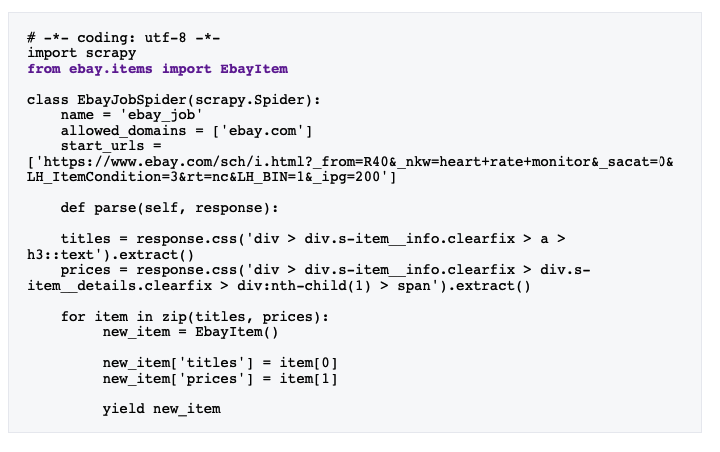 # -*- coding: utf-8 -*-
import scrapy
from ebay.items import EbayItem
class EbayJobSpider(scrapy.Spider):
    name = 'ebay_job'
    allowed_domains = ['ebay.com']
    start_urls =
['https://www.ebay.com/sch/i.html?_from=R40&_nkw=heart+rate+monitor&_sacat=0&
LH_ItemCondition=3&rt=nc&LH_BIN=1&_ipg=200']
    def parse(self, response):
    titles = response.css('div > div.s-item__info.clearfix > a >
h3::text').extract()
    prices = response.css('div > div.s-item__info.clearfix > div.s-
item__details.clearfix > div:nth-child(1) > span').extract()
    for item in zip(titles, prices):
         new_item = EbayItem()
         new_item['titles'] = item[0]
         new_item['prices'] = item[1]
         yield new_item